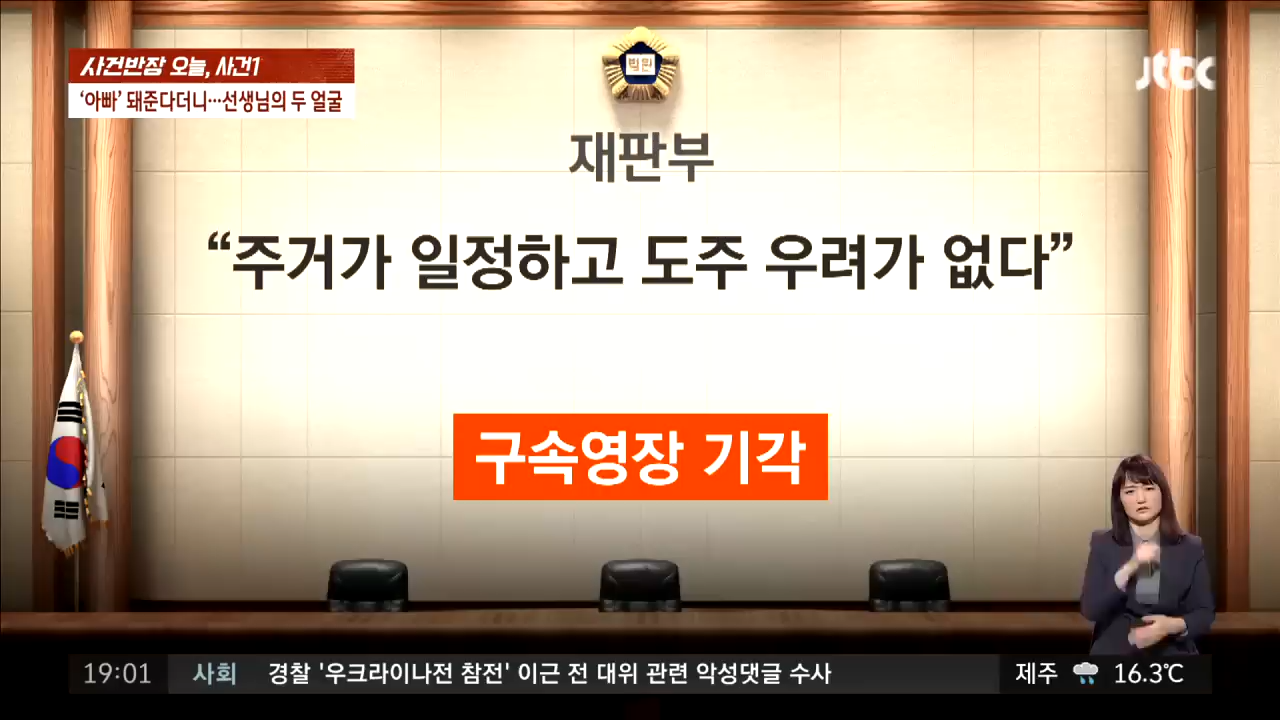 사건반장 오늘, 사건1
‘아빠’ 돼준다더니…선생님의 두 얼굴
jtbc
법원
재판부
“주거가 일정하고 도주 우려가 없다”
구속영장 기각
19:01 사회 경찰 '우크라이나전 참전' 이근 전 대위 관련 악성댓글 수사 제주 16.3℃